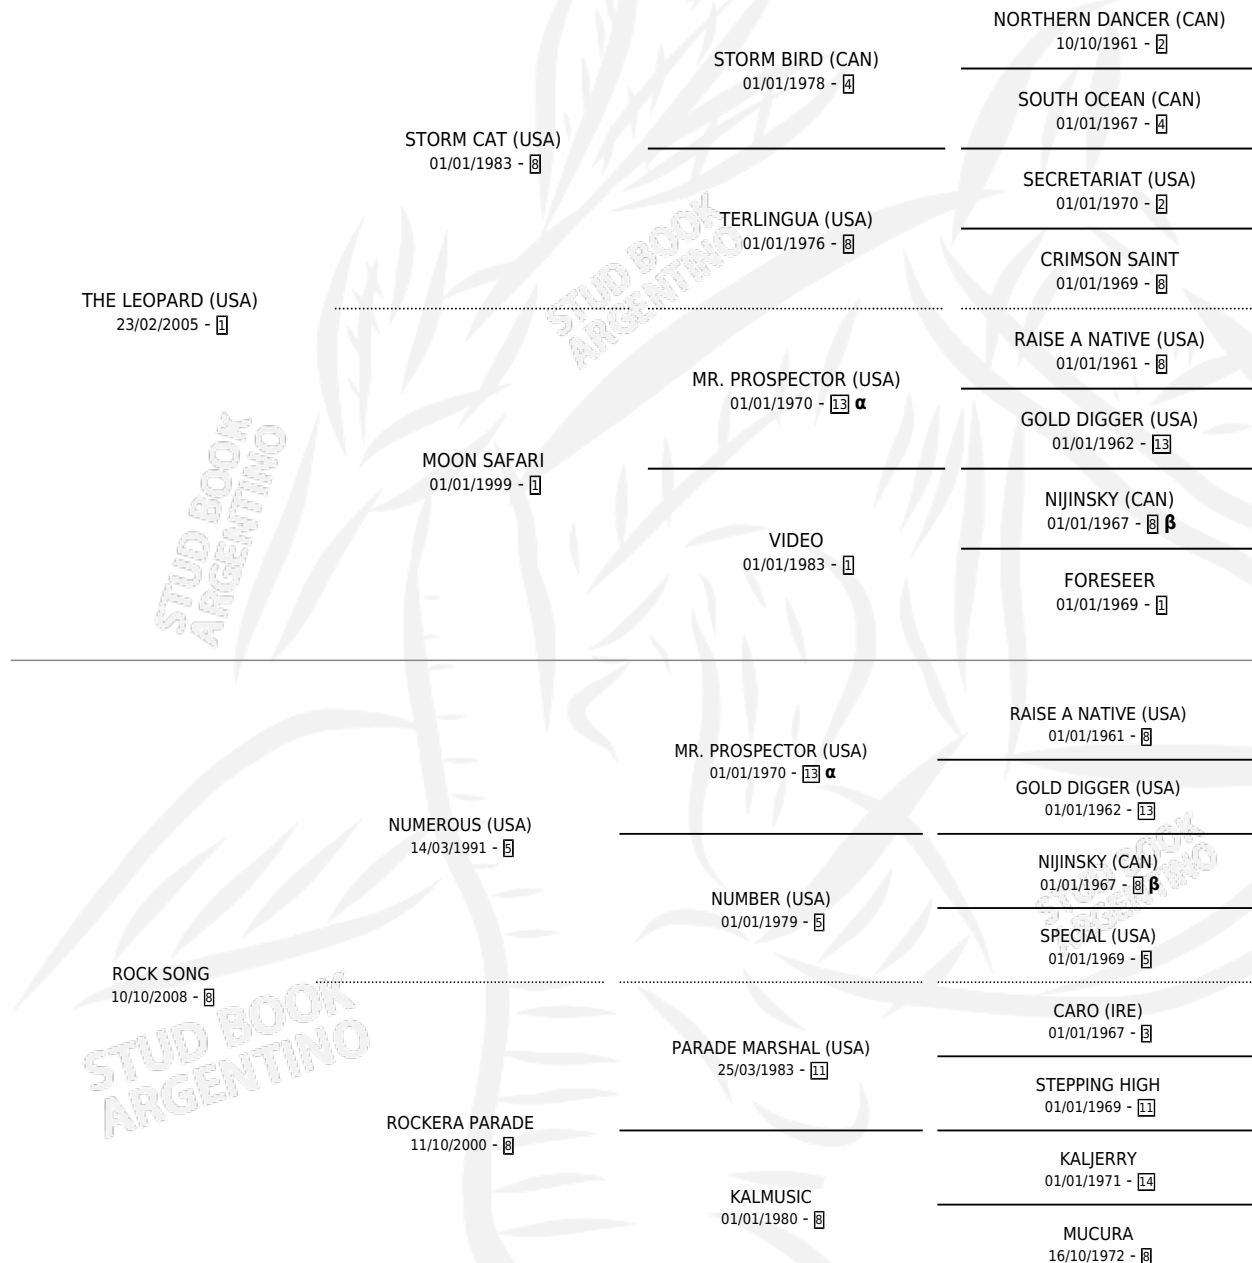 NORTHERN DANCER (CAN)
10/10/1961 - 2
STORM BIRD (CAN)
01/01/1978 - 4
SOUTH OCEAN (CAN)
01/01/1967 - 4
STORM CAT (USA)
01/01/1983 - 8
SECRETARIAT (USA)
01/01/1970 - 2
TERLINGUA (USA)
01/01/1976 - 8
CRIMSON SAINT
01/01/1969 - 8
THE LEOPARD (USA)
23/02/2005 - 1
RAISE A NATIVE (USA)
01/01/1961 - 8
MR. PROSPECTOR (USA)
01/01/1970 - 13 α
GOLD DIGGER (USA)
01/01/1962 - 13
MOON SAFARI
01/01/1999 - 1
NIJINSKY (CAN)
01/01/1967 - 8 β
VIDEO
01/01/1983 - 1
FORESEER
01/01/1969 - 1
RAISE A NATIVE (USA)
01/01/1961 - 8
MR. PROSPECTOR (USA)
01/01/1970 - 13 α
GOLD DIGGER (USA)
01/01/1962 - 13
NUMEROUS (USA)
14/03/1991 - 5
NIJINSKY (CAN)
01/01/1967 - 8 β
NUMBER (USA)
01/01/1979 - 5
SPECIAL (USA)
01/01/1969 - 5
ROCK SONG
10/10/2008 - 8
CARO (IRE)
01/01/1967 - 3
PARADE MARSHAL (USA)
25/03/1983 - 11
STEPPING HIGH
01/01/1969 - 11
ROCKERA PARADE
11/10/2000 - 8
KALJERRY
01/01/1971 - 14
KALMUSIC
01/01/1980 - 8
MUCURA
16/10/1972 - 8
STUD BOOK
ARGENTINO
STUD BOOK
ARGENTINO
STUD BOOK
ARGENTINO
STUD BOOK
ARGENTINO